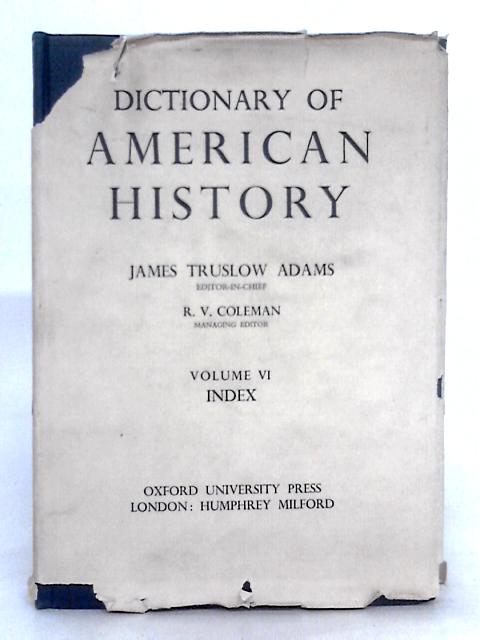 DICTIONARY OF
AMERICAN
HISTORY
JAMES TRUSLOW ADAMS
EDITOR-IN-CHIEF
R. V. COLEMAN
MANAGING EDITOR
VOLUME VI
INDEX
OXFORD UNIVERSITY PRESS
LONDON: HUMPHREY MILFORD